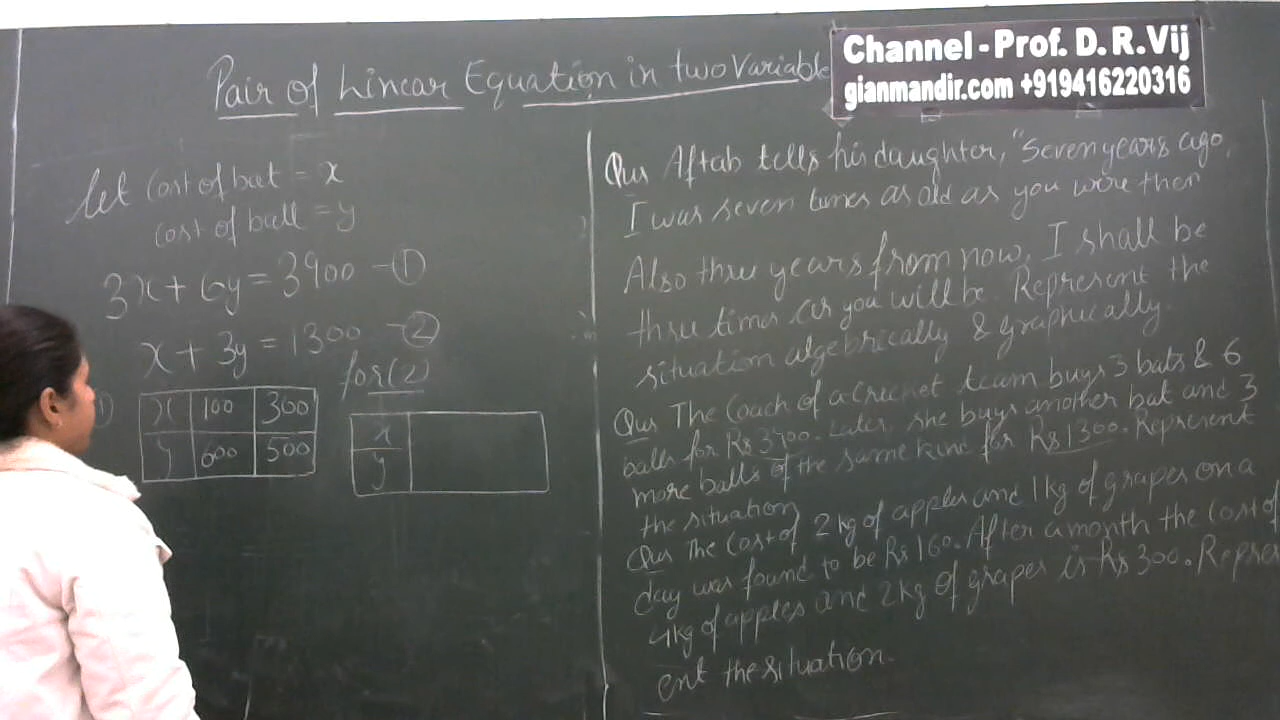 Pair of Linear Equation in two Variable
Channel - Prof. D. R. Vij
gianmandir.com +919416220316
let cost of bat = x
cost of ball = y
3x + 6y = 3900 - ①
x + 3y = 1300 - ②
for (2)
1)
x 100 300
y 600 500
x
y
Qus Aftab tells his daughter, "Seven years ago,
I was seven times as old as you were then
Also three years from now, I shall be
three times as you will be. Represent the
situation algebrically & graphically.
Qus The Coach of a cricket team buys 3 bats & 6
balls for Rs 3900. Later, she buys another bat and 3
more balls of the same kind for Rs 1300. Represent
the situation
Qus The Cost of 2 kg of apples and 1 kg of grapes on a
day was found to be Rs 160. After a month the cost of
4kg of apples and 2 kg of grapes is Rs 300. Repres
ent the situation.